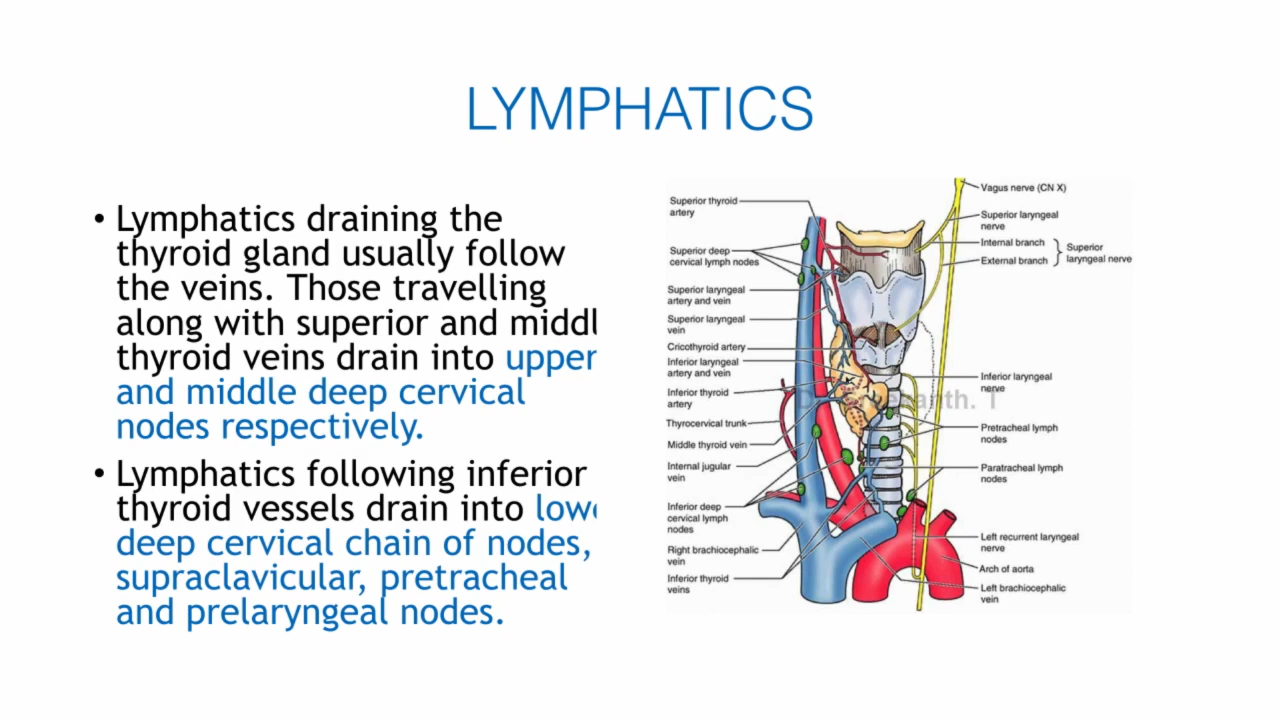 LYMPHATICS
• Lymphatics draining the
thyroid gland usually follow
the veins. Those travelling
along with superior and middl
thyroid veins drain into upper
and middle deep cervical
nodes respectively.
• Lymphatics following inferior
thyroid vessels drain into low
deep cervical chain of nodes,
supraclavicular, pretracheal
and prelaryngeal nodes.
Superior thyroid
artery
Superior deep
cervical lymph nodes
Superior laryngeal
artery and vein
Superior laryngeal
vein
Cricothyroid artery
Inferior laryngeal
artery and vein
Inferior thyroid
artery
Thyrocervical trunk
Middle thyroid vein
Internal jugular
vein
Inferior deep
cervical lymph
nodes
Right brachiocephalic
vein
Inferior thyroid
veins
Vagus nerve (CN X)
Superior laryngeal
nerve
Internal branch
External branch
Superior
laryngeal nerve
Inferior laryngeal
nerve
Pretracheal lymph
nodes
Paratracheal lymph
nodes
Left recurrent laryngeal
nerve
Arch of aorta
Left brachiocephalic
vein